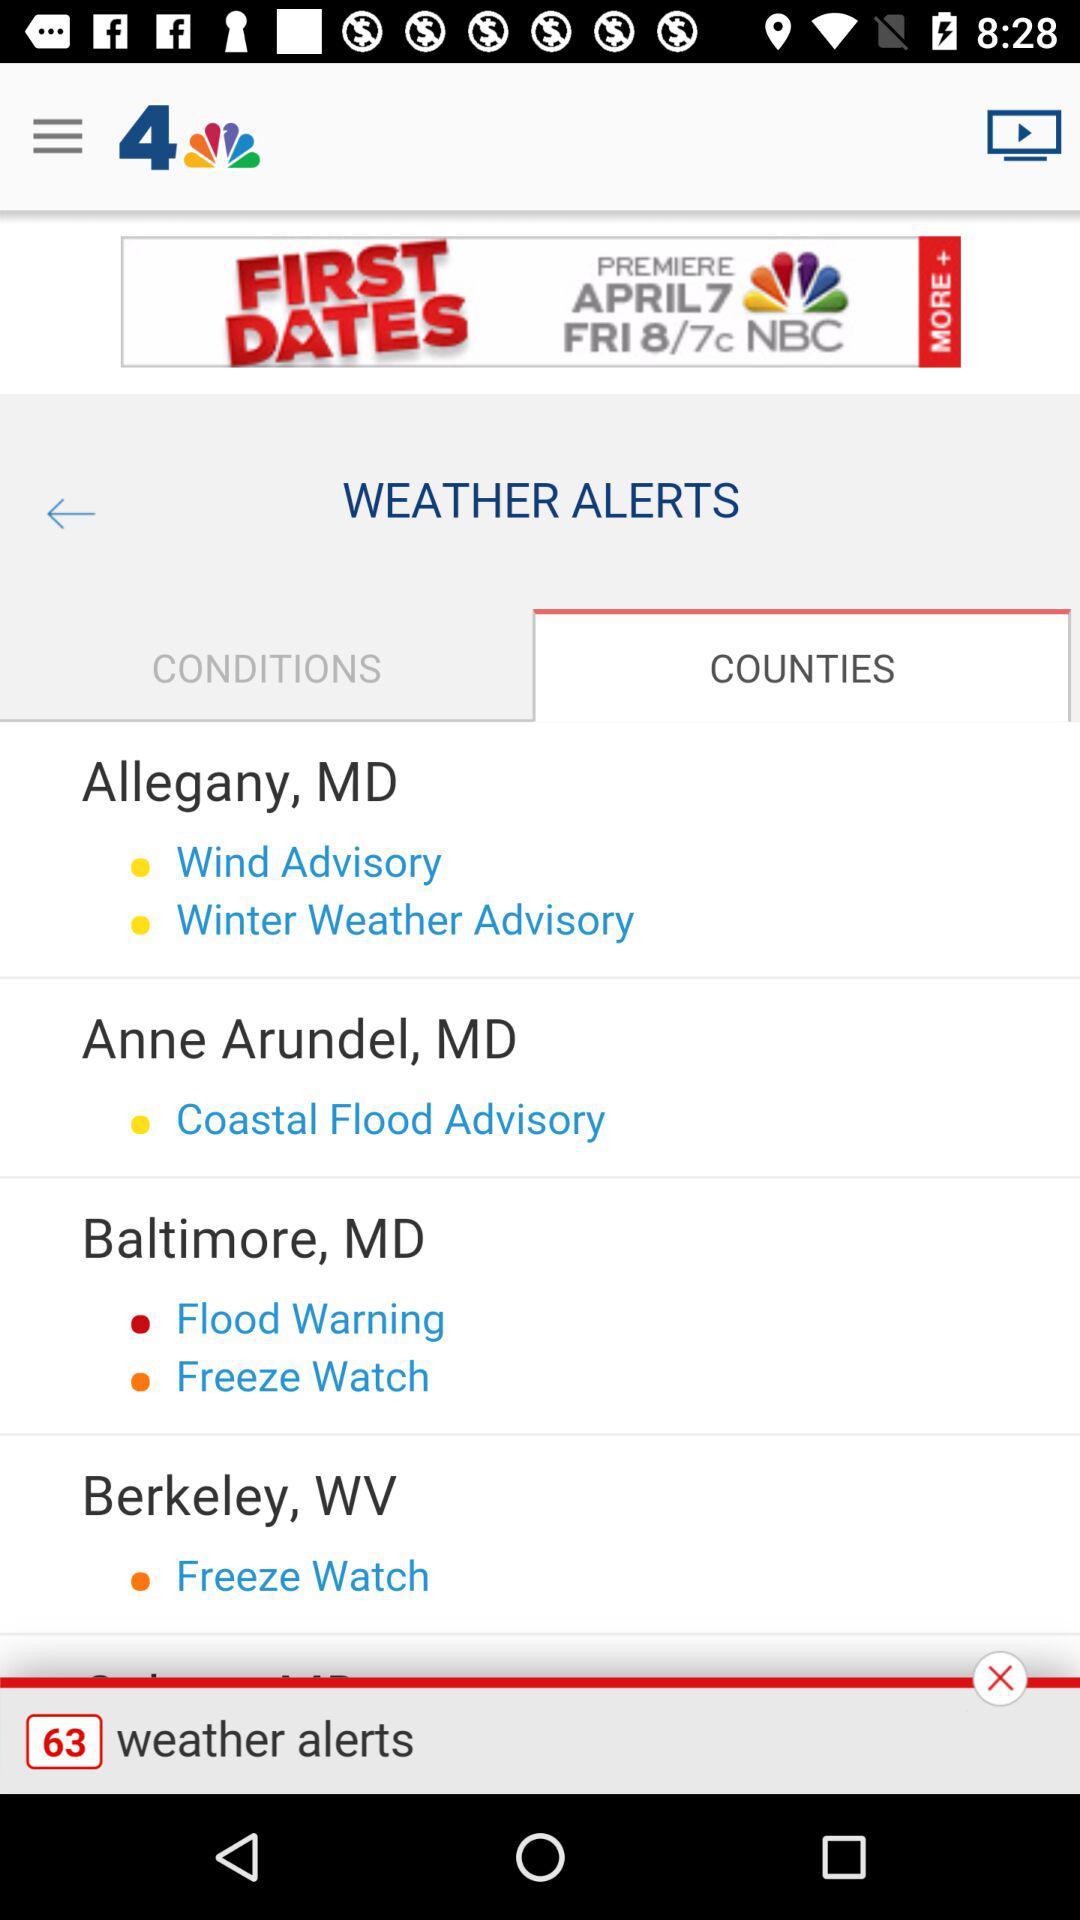 8:28
4
FIRST DATES
PREMIERE
APRIL 7
FRI 8/7c NBC
MORE +
WEATHER ALERTS
CONDITIONS
COUNTIES
Allegany, MD
Wind Advisory
Winter Weather Advisory
Anne Arundel, MD
Coastal Flood Advisory
Baltimore, MD
Flood Warning
Freeze Watch
Berkeley, WV
Freeze Watch
63 weather alerts